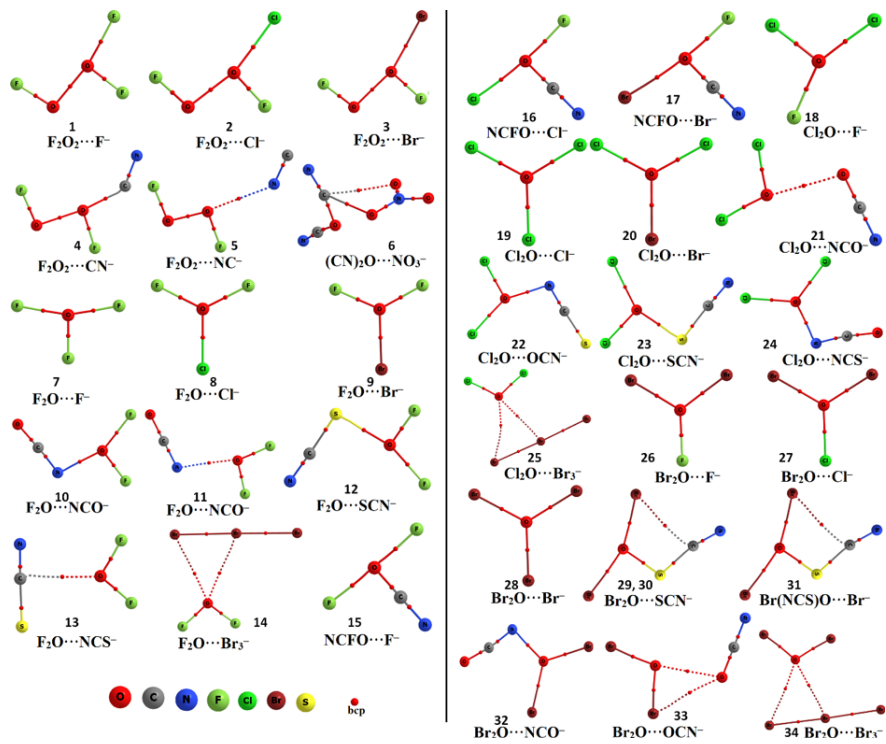 1
F₂O₂···F⁻
2
F₂O₂···Cl⁻
3
F₂O₂···Br⁻
4
F₂O₂···CN⁻
5
F₂O₂···NC⁻
6
(CN)₂O···NO₃⁻
7
F₂O···F⁻
8
F₂O···Cl⁻
9
F₂O···Br⁻
10
F₂O···NCO⁻
11
F₂O···NCO⁻
12
F₂O···SCN⁻
13
F₂O···NCS⁻
14
F₂O···Br₃⁻
15
NCFO···F⁻
O C N F Cl Br S
bcp
16
NCFO···Cl⁻
17
NCFO···Br⁻
18
Cl₂O···F⁻
19
Cl₂O···Cl⁻
20
Cl₂O···Br⁻
21
Cl₂O···NCO⁻
22
Cl₂O···OCN⁻
23
Cl₂O···SCN⁻
24
Cl₂O···NCS⁻
25
Cl₂O···Br₃⁻
26
Br₂O···F⁻
27
Br₂O···Cl⁻
28
Br₂O···Br⁻
29, 30
Br₂O···SCN⁻
31
Br(NCS)O···Br⁻
32
Br₂O···NCO⁻
33
Br₂O···OCN⁻
34 Br₂O···Br₃⁻